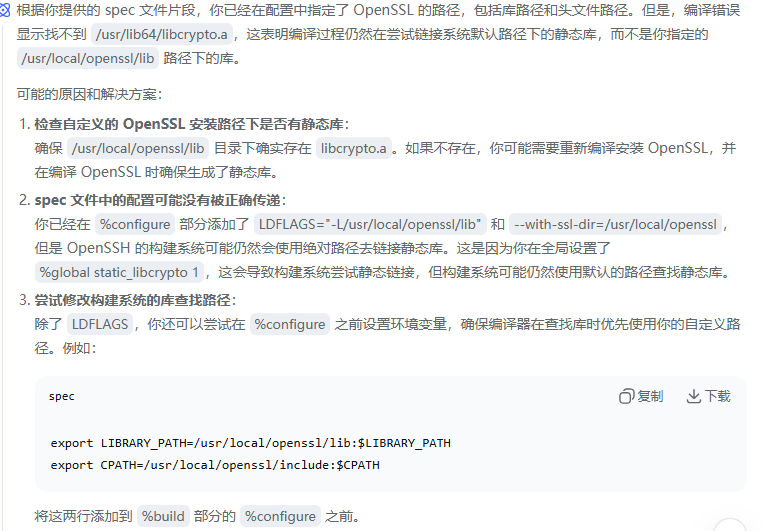 根据你提供的 spec 文件片段，你已经在配置中指定了 OpenSSL 的路径，包括库路径和头文件路径。但是，编译错误
显示找不到 /usr/lib64/libcrypto.a，这表明编译过程仍然在尝试链接系统默认路径下的静态库，而不是你指定的
/usr/local/openssl/lib 路径下的库。
可能的原因和解决方案：
1. 检查自定义的 OpenSSL 安装路径下是否有静态库：
确保 /usr/local/openssl/lib 目录下确实存在 libcrypto.a。如果不存在，你可能需要重新编译安装 OpenSSL，并
在编译 OpenSSL 时确保生成了静态库。
2. spec 文件中的配置可能没有被正确传递：
你已经在 %configure 部分添加了 LDFLAGS="-L/usr/local/openssl/lib" 和 --with-ssl-dir=/usr/local/openssl，
但是 OpenSSH 的构建系统可能仍然会使用绝对路径去链接静态库。这是因为你在全局设置了
%global static_libcrypto 1，这会导致构建系统尝试静态链接，但构建系统可能仍然使用默认的路径查找静态库。
3. 尝试修改构建系统的库查找路径：
除了 LDFLAGS，你还可以尝试在 %configure 之前设置环境变量，确保编译器在查找库时优先使用你的自定义路
径。例如：
spec 复制 下载
export LIBRARY_PATH=/usr/local/openssl/lib:$LIBRARY_PATH
export CPATH=/usr/local/openssl/include:$CPATH
将这两行添加到 %build 部分的 %configure 之前。